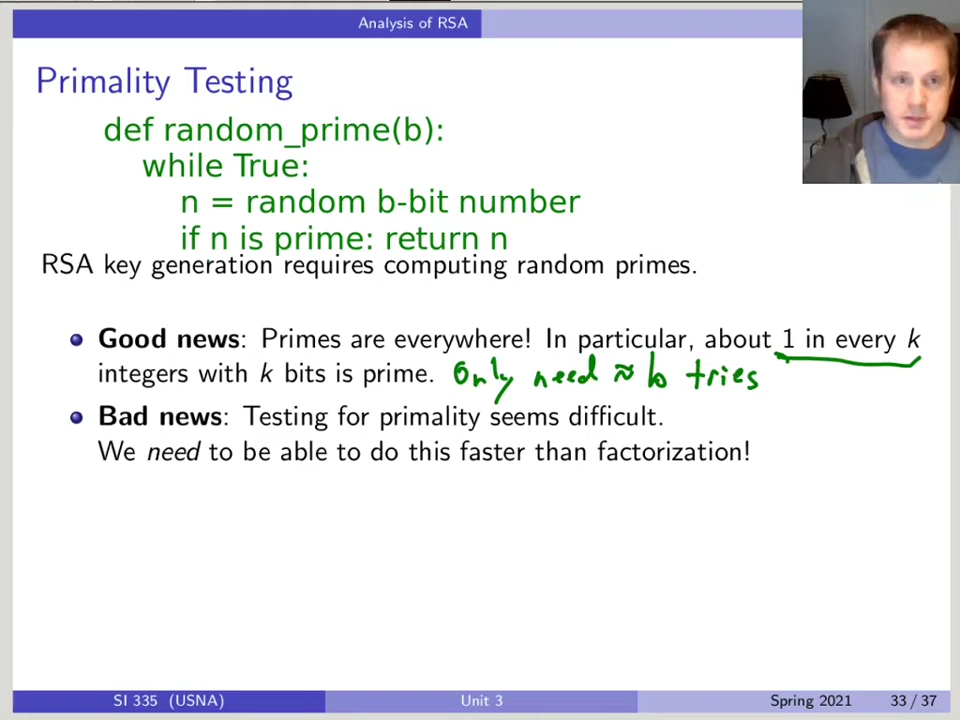 Analysis of RSA
Primality Testing
def random_prime(b):
while True:
n = random b-bit number
if n is prime: return n
RSA key generation requires computing random primes.
Good news: Primes are everywhere! In particular, about 1 in every k
integers with k bits is prime. Only need ≈ b tries
Bad news: Testing for primality seems difficult.
We need to be able to do this faster than factorization!
SI 335 (USNA) Unit 3 Spring 2021 33 / 37